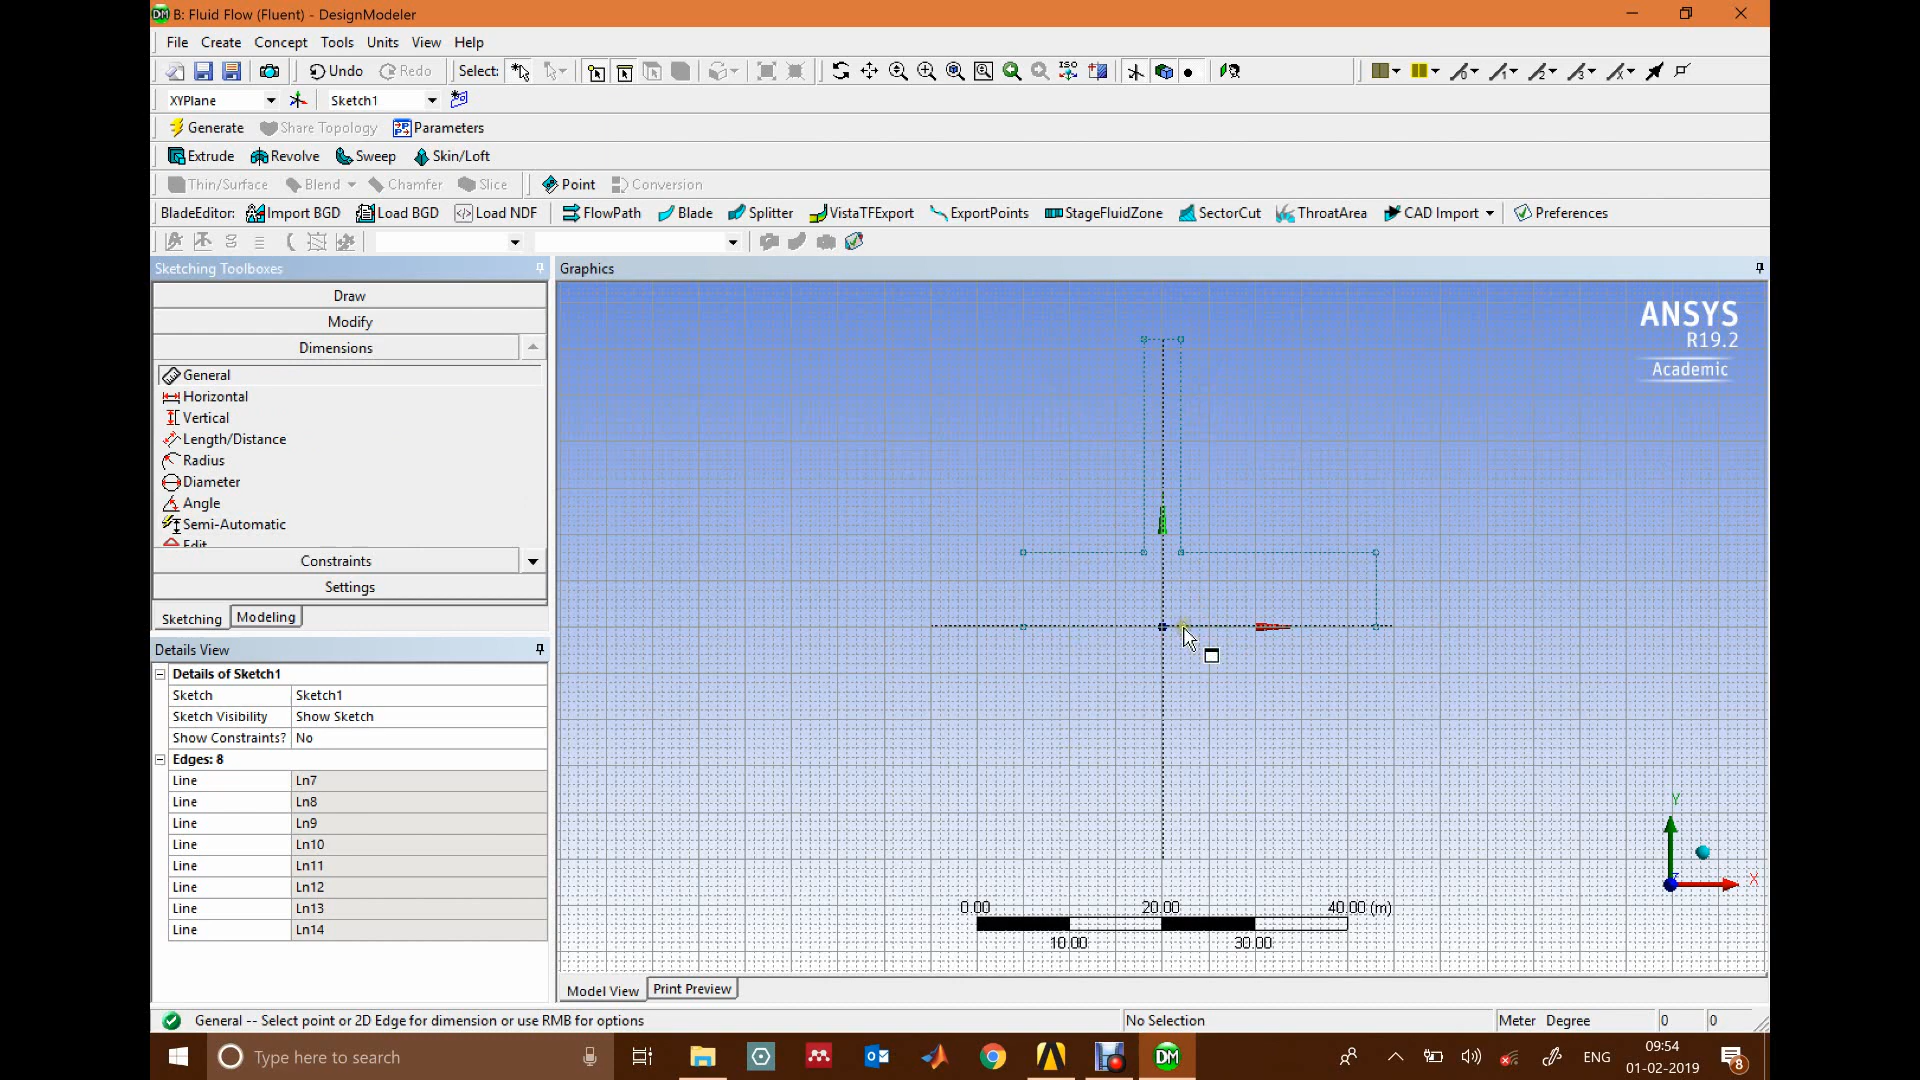 B: Fluid Flow (Fluent) - DesignModeler
File Create Concept Tools Units View Help
Undo Redo Select: ISO
XYPlane Sketch1
Generate Share Topology Parameters
Extrude Revolve Sweep Skin/Loft
Thin/Surface Blend Chamfer Slice Point Conversion
BladeEditor: Import BGD Load BGD Load NDF FlowPath Blade Splitter VistaTFExport ExportPoints StageFluidZone SectorCut ThroatArea CAD Import Preferences
Sketching Toolboxes
Draw
Modify
Dimensions
General
Horizontal
Vertical
Length/Distance
Radius
Diameter
Angle
Semi-Automatic
Edit
Constraints
Settings
Sketching Modeling
Details View
Details of Sketch1
Sketch Sketch1
Sketch Visibility Show Sketch
Show Constraints? No
Edges: 8
Line Ln7
Line Ln8
Line Ln9
Line Ln10
Line Ln11
Line Ln12
Line Ln13
Line Ln14
Graphics
ANSYS
R19.2
Academic
Y
X
0.00 20.00 40.00 (m)
10.00 30.00
Model View Print Preview
General -- Select point or 2D Edge for dimension or use RMB for options No Selection Meter Degree 0 0
Type here to search
DM
ENG
09:54
01-02-2019
8